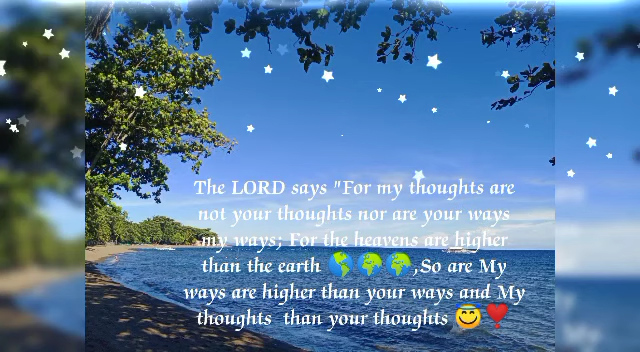 The LORD says "For my thoughts are
not your thoughts nor are your ways
my ways; For the heavens are higher
than the earth 🌎🌍🌍,So are My
ways are higher than your ways and My
thoughts than your thoughts 😇❣️